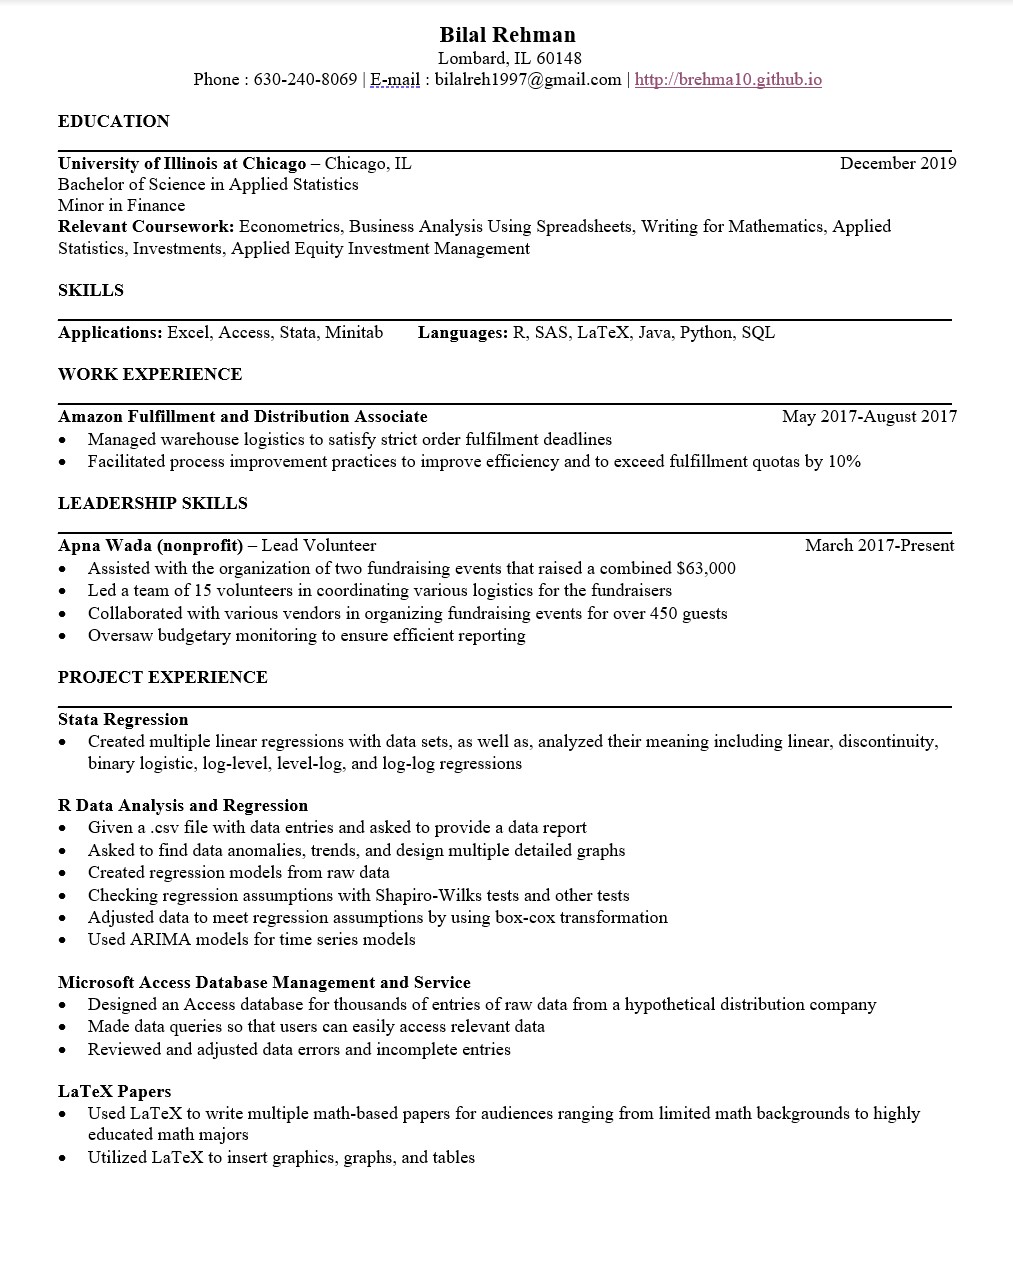 Bilal Rehman
Lombard, IL 60148
Phone : 630-240-8069 | E-mail : bilalreh1997@gmail.com | http://brehma10.github.io
EDUCATION
University of Illinois at Chicago – Chicago, IL December 2019
Bachelor of Science in Applied Statistics
Minor in Finance
Relevant Coursework: Econometrics, Business Analysis Using Spreadsheets, Writing for Mathematics, Applied
Statistics, Investments, Applied Equity Investment Management
SKILLS
Applications: Excel, Access, Stata, Minitab Languages: R, SAS, LaTeX, Java, Python, SQL
WORK EXPERIENCE
Amazon Fulfillment and Distribution Associate May 2017-August 2017
• Managed warehouse logistics to satisfy strict order fulfilment deadlines
• Facilitated process improvement practices to improve efficiency and to exceed fulfillment quotas by 10%
LEADERSHIP SKILLS
Apna Wada (nonprofit) – Lead Volunteer March 2017-Present
• Assisted with the organization of two fundraising events that raised a combined $63,000
• Led a team of 15 volunteers in coordinating various logistics for the fundraisers
• Collaborated with various vendors in organizing fundraising events for over 450 guests
• Oversaw budgetary monitoring to ensure efficient reporting
PROJECT EXPERIENCE
Stata Regression
• Created multiple linear regressions with data sets, as well as, analyzed their meaning including linear, discontinuity,
binary logistic, log-level, level-log, and log-log regressions
R Data Analysis and Regression
• Given a .csv file with data entries and asked to provide a data report
• Asked to find data anomalies, trends, and design multiple detailed graphs
• Created regression models from raw data
• Checking regression assumptions with Shapiro-Wilks tests and other tests
• Adjusted data to meet regression assumptions by using box-cox transformation
• Used ARIMA models for time series models
Microsoft Access Database Management and Service
• Designed an Access database for thousands of entries of raw data from a hypothetical distribution company
• Made data queries so that users can easily access relevant data
• Reviewed and adjusted data errors and incomplete entries
LaTeX Papers
• Used LaTeX to write multiple math-based papers for audiences ranging from limited math backgrounds to highly
educated math majors
• Utilized LaTeX to insert graphics, graphs, and tables